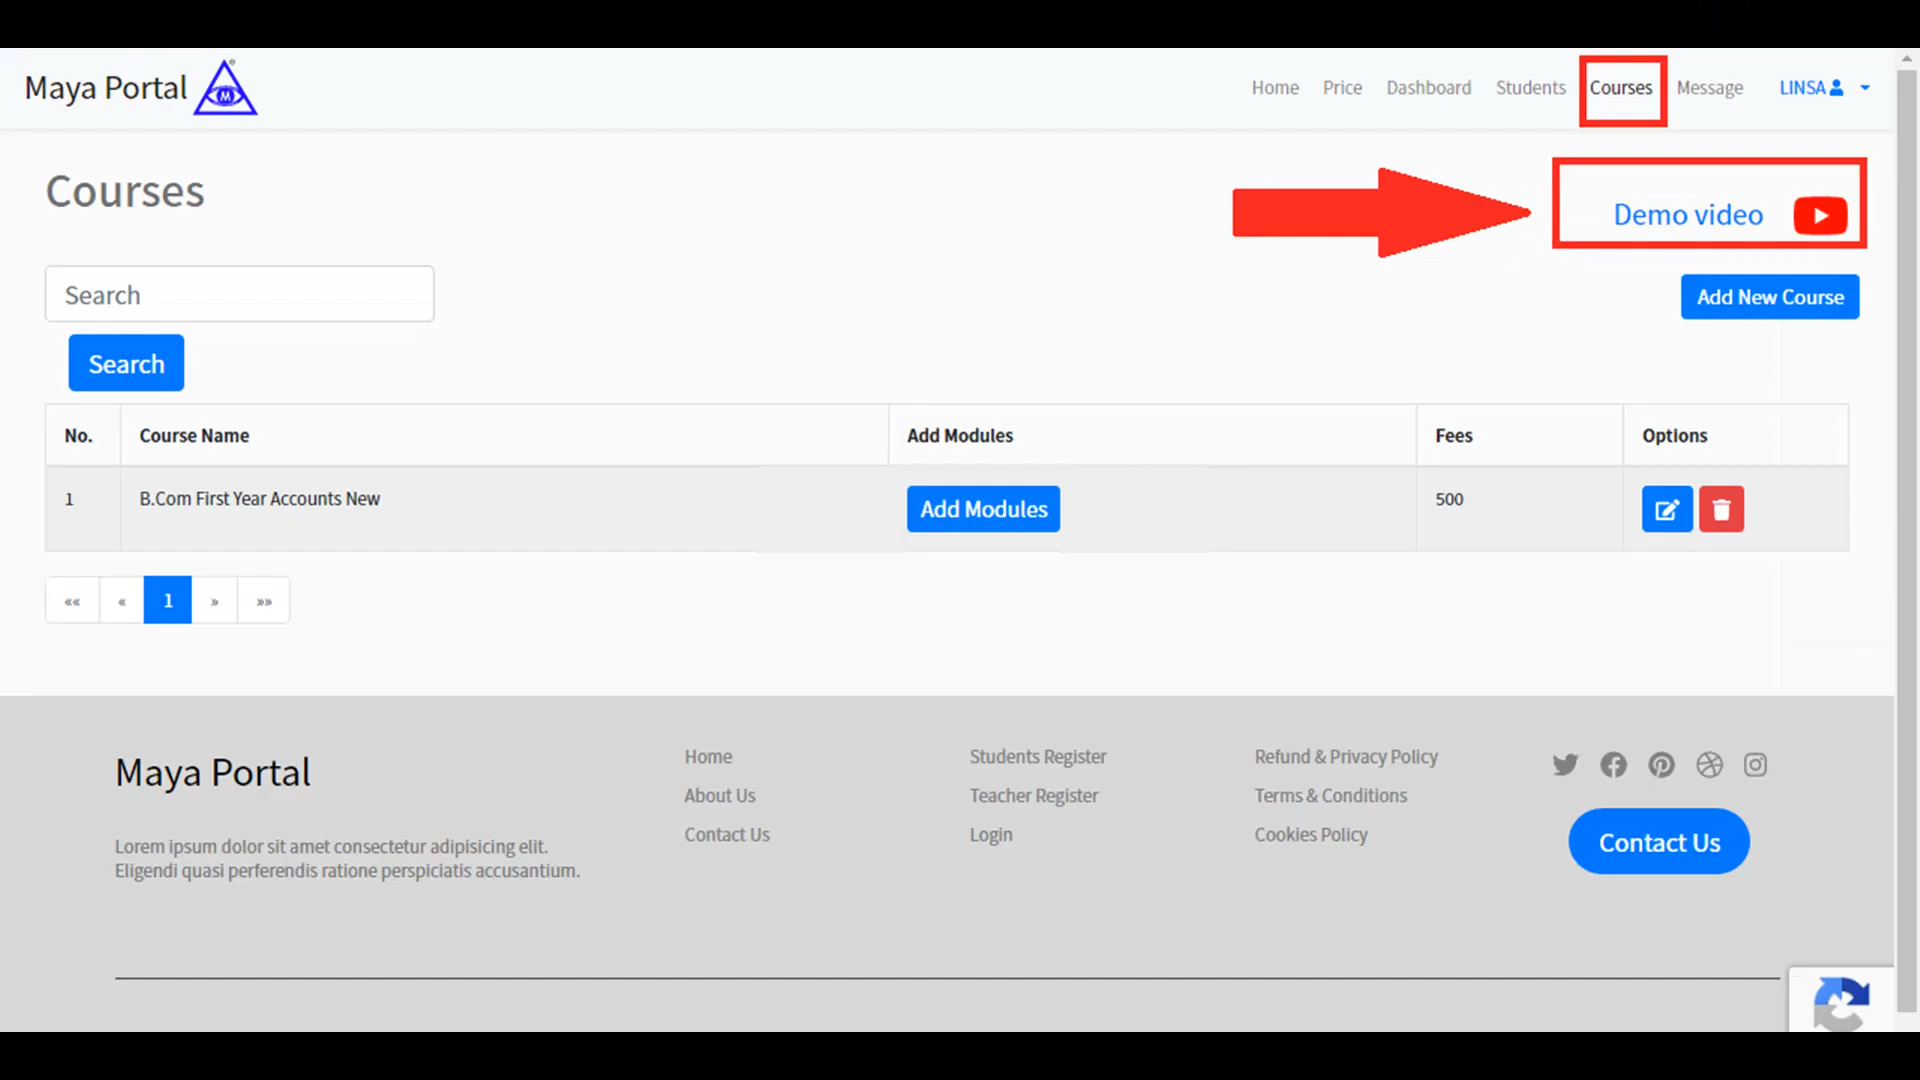 Maya Portal M
Home Price Dashboard Students Courses Message LINSA
Courses
Demo video
Search
Add New Course
Search
No. Course Name Add Modules Fees Options
1 B.Com First Year Accounts New Add Modules 500
«« « 1 » »»
Maya Portal
Lorem ipsum dolor sit amet consectetur adipisicing elit.
Eligendi quasi perferendis ratione perspiciatis accusantium.
Home
About Us
Contact Us
Students Register
Teacher Register
Login
Refund & Privacy Policy
Terms & Conditions
Cookies Policy
Contact Us